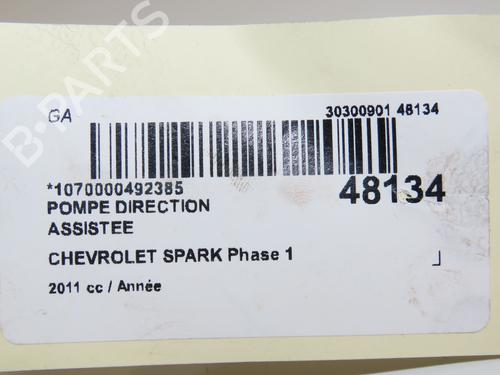 GA
30300901 48134
*1070000492385
48134
POMPE DIRECTION
ASSISTEE
CHEVROLET SPARK Phase 1
2011 cc / Année
B-PARTS